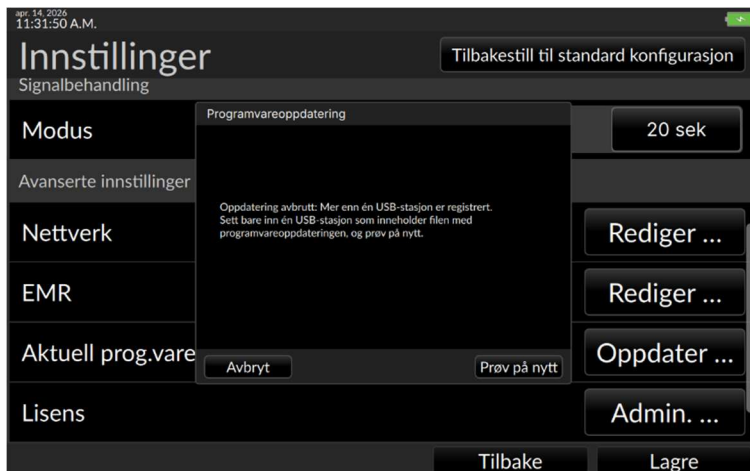 apr. 14, 2026
11:31:50 A.M.
Innstillinger
Tilbakestill til standard konfigurasjon
Signalbehandling
Modus
20 sek
Programvareoppdatering
Oppdatering avbrutt: Mer enn én USB-stasjon er registrert.
Sett bare inn én USB-stasjon som inneholder filen med
programvareoppdateringen, og prøv på nytt.
Avbryt
Prøv på nytt
Avanserte innstillinger
Nettverk
Rediger ...
EMR
Rediger ...
Aktuell prog.vare
Oppdater ...
Lisens
Admin. ...
Tilbake
Lagre